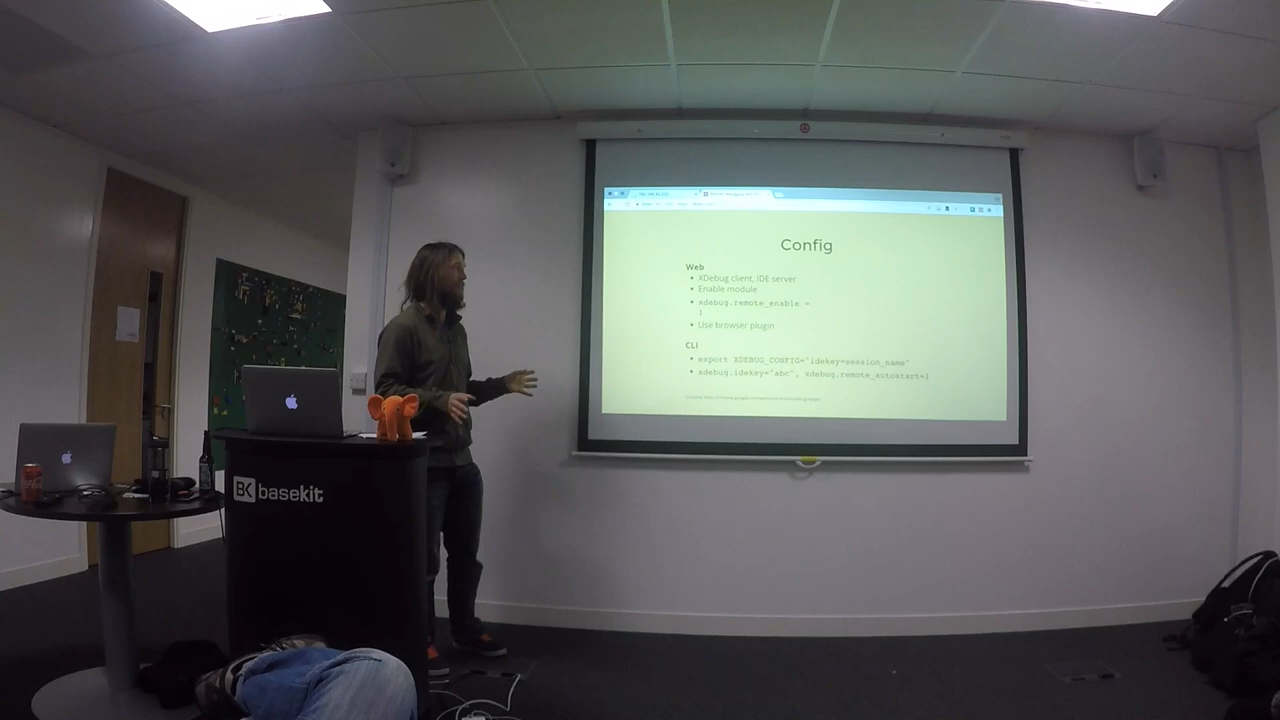 Config
Web
XDebug client, IDE server
Enable module
xdebug.remote_enable =
1
Use browser plugin
CLI
export XDEBUG_CONFIG="idekey=session_name"
xdebug.idekey="abc", xdebug.remote_autostart=1
BK basekit